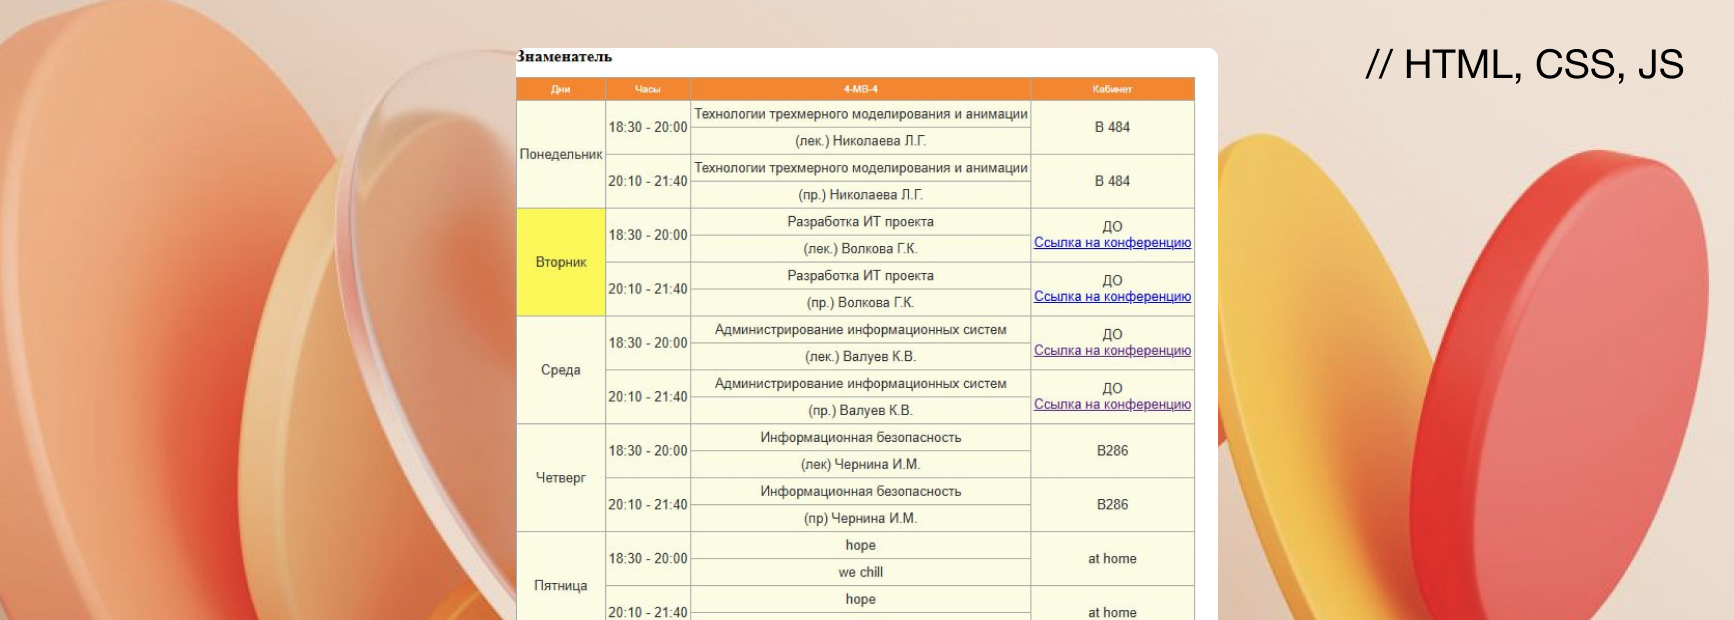 // HTML, CSS, JS
Знаменатель
Дни Часы 4-МВ-4 Кабинет
Понедельник
18:30 - 20:00
Технологии трехмерного моделирования и анимации
(лек.) Николаева Л.Г.
В 484
20:10 - 21:40
Технологии трехмерного моделирования и анимации
(пр.) Николаева Л.Г.
В 484
Вторник
18:30 - 20:00
Разработка ИТ проекта
(лек.) Волкова Г.К.
ДО
Ссылка на конференцию
20:10 - 21:40
Разработка ИТ проекта
(пр.) Волкова Г.К.
ДО
Ссылка на конференцию
Среда
18:30 - 20:00
Администрирование информационных систем
(лек.) Валуев К.В.
ДО
Ссылка на конференцию
20:10 - 21:40
Администрирование информационных систем
(пр.) Валуев К.В.
ДО
Ссылка на конференцию
Четверг
18:30 - 20:00
Информационная безопасность
(лек) Чернина И.М.
В286
20:10 - 21:40
Информационная безопасность
(пр) Чернина И.М.
В286
Пятница
18:30 - 20:00
hope
we chill
at home
20:10 - 21:40
hope
at home